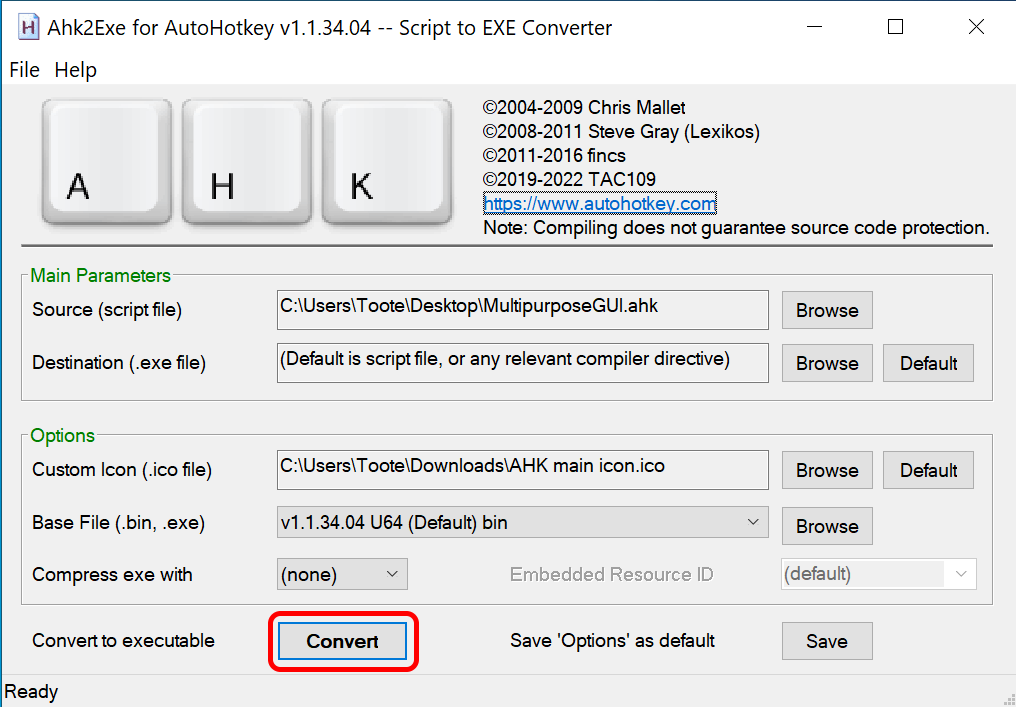 Ahk2Exe for AutoHotkey v1.1.34.04 -- Script to EXE Converter
File Help
A H K
©2004-2009 Chris Mallet
©2008-2011 Steve Gray (Lexikos)
©2011-2016 fincs
©2019-2022 TAC109
https://www.autohotkey.com
Note: Compiling does not guarantee source code protection.
Main Parameters
Source (script file) C:\Users\Toote\Desktop\MultipurposeGUI.ahk Browse
Destination (.exe file) (Default is script file, or any relevant compiler directive) Browse Default
Options
Custom Icon (.ico file) C:\Users\Toote\Downloads\AHK main icon.ico Browse Default
Base File (.bin, .exe) v1.1.34.04 U64 (Default) bin Browse
Compress exe with (none) Embedded Resource ID (default)
Convert to executable Convert Save 'Options' as default Save
Ready